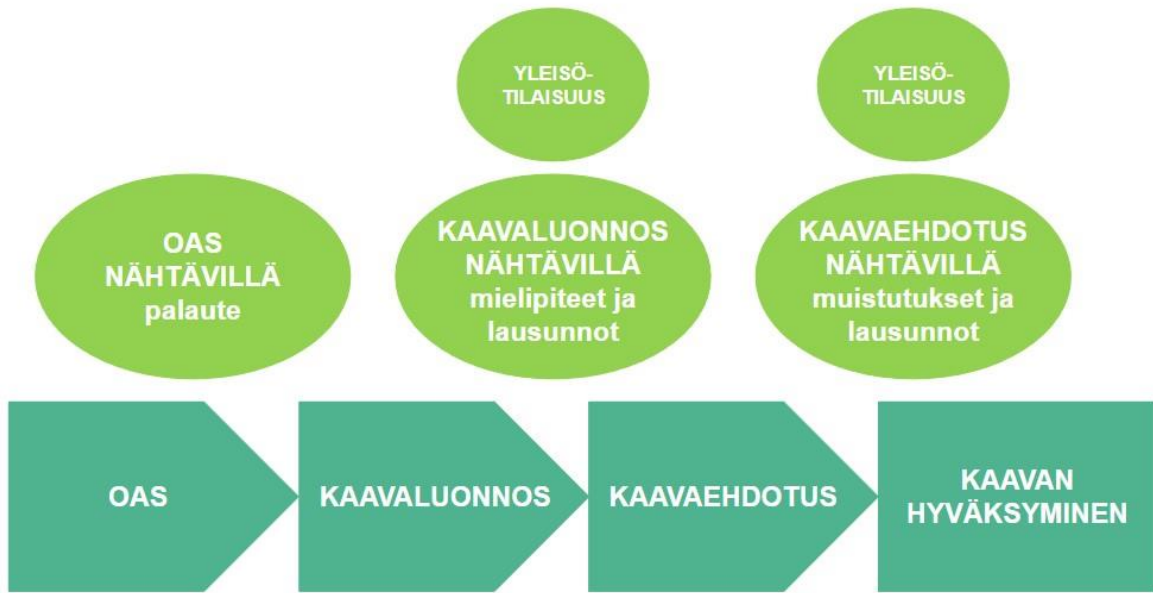 YLEISÖ-
TILAISUUS
YLEISÖ-
TILAISUUS
OAS
NÄHTÄVILLÄ
palaute
KAAVALUONNOS
NÄHTÄVILLÄ
mielipiteet ja
lausunnot
KAAVAEHDOTUS
NÄHTÄVILLÄ
muistutukset ja
lausunnot
OAS
KAAVALUONNOS
KAAVAEHDOTUS
KAAVAN
HYVÄKSYMINEN